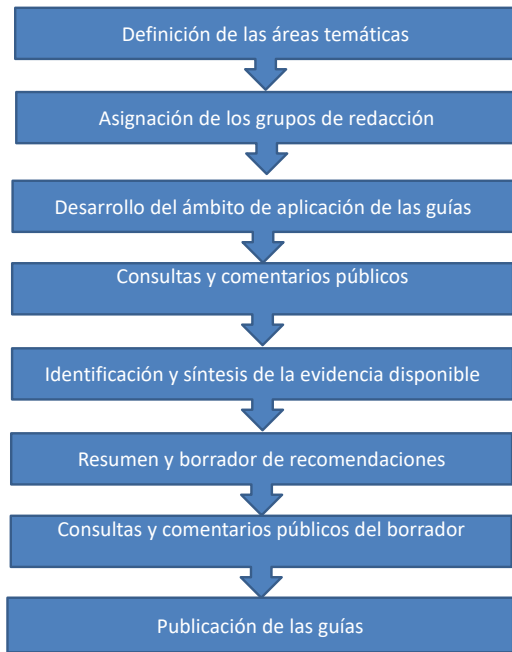 Definición de las áreas temáticas
Asignación de los grupos de redacción
Desarrollo del ámbito de aplicación de las guías
Consultas y comentarios públicos
Identificación y síntesis de la evidencia disponible
Resumen y borrador de recomendaciones
Consultas y comentarios públicos del borrador
Publicación de las guías